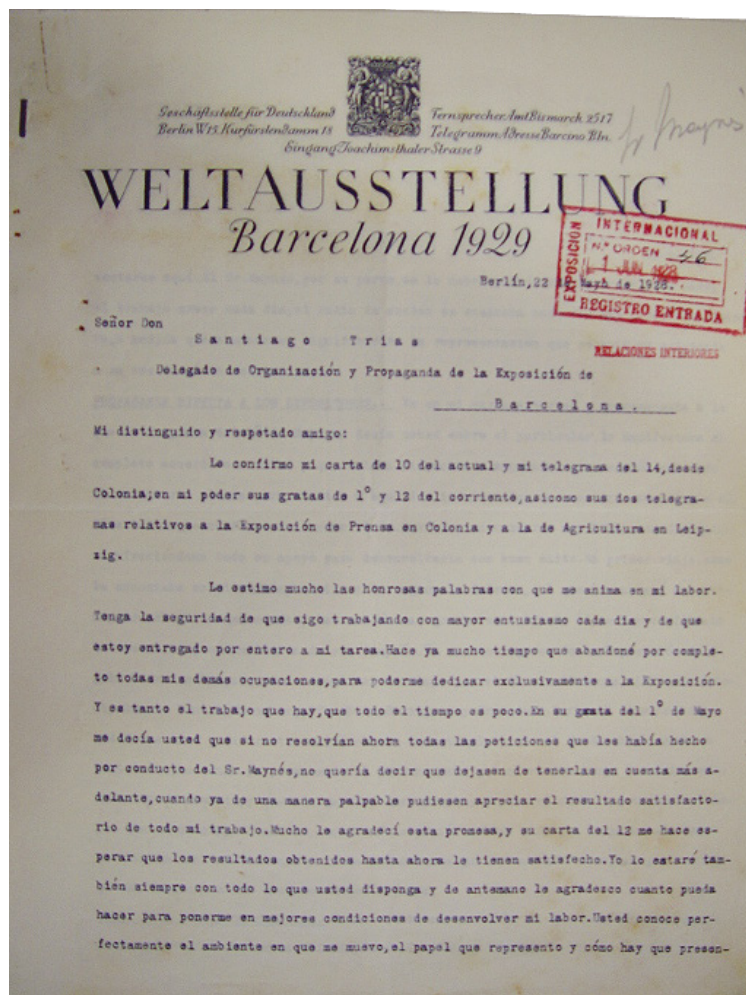 Geschäftsstelle für Deutschland
Berlin W15. Kurfürstendamm 18
Fernsprecher Amt Bismarck 2517
Telegramm Adresse Barcino Bln.
Eingang Joachimsthaler Strasse 9
Sr Maynés
WELTAUSSTELLUNG
Barcelona 1929
EXPOSICION INTERNACIONAL
N.º ORDEN 46
1 JUN 1928
REGISTRO ENTRADA
Berlín, 22 de Mayo de 1928.
RELACIONES INTERIORES
Señor Don
Santiago Trias
Delegado de Organización y Propaganda de la Exposición de
Barcelona.
Mi distinguido y respetado amigo:
Le confirmo mi carta de 10 del actual y mi telegrama del 14,desde
Colonia;en mi poder sus gratas de 1º y 12 del corriente,asicomo sus dos telegra-
mas relativos a la Exposición de Prensa en Colonia y a la de Agricultura en Leip-
zig.
Le estimo mucho las honrosas palabras con que me anima en mi labor.
Tenga la seguridad de que sigo trabajando con mayor entusiasmo cada dia y de que
estoy entregado por entero a mi tarea.Hace ya mucho tiempo que abandoné por comple-
to todas mis demás ocupaciones,para poderme dedicar exclusivamente a la Exposición.
Y es tanto el trabajo que hay,que todo el tiempo es poco.En su grata del 1º de Mayo
me decía usted que si no resolvían ahora todas las peticiones que les había hecho
por conducto del Sr.Maynés,no quería decir que dejasen de tenerlas en cuenta más a-
delante,cuando ya de una manera palpable pudiesen apreciar el resultado satisfacto-
rio de todo mi trabajo.Mucho le agradecí esta promesa,y su carta del 12 me hace es-
perar que los resultados obtenidos hasta ahora le tienen satisfecho.Yo lo estaré tam-
bién siempre con todo lo que usted disponga y de antemano le agradezco cuanto pueda
hacer para ponerme en mejores condiciones de desenvolver mi labor.Usted conoce per-
fectamente el ambiente en que me muevo,el papel que represento y cómo hay que presen-